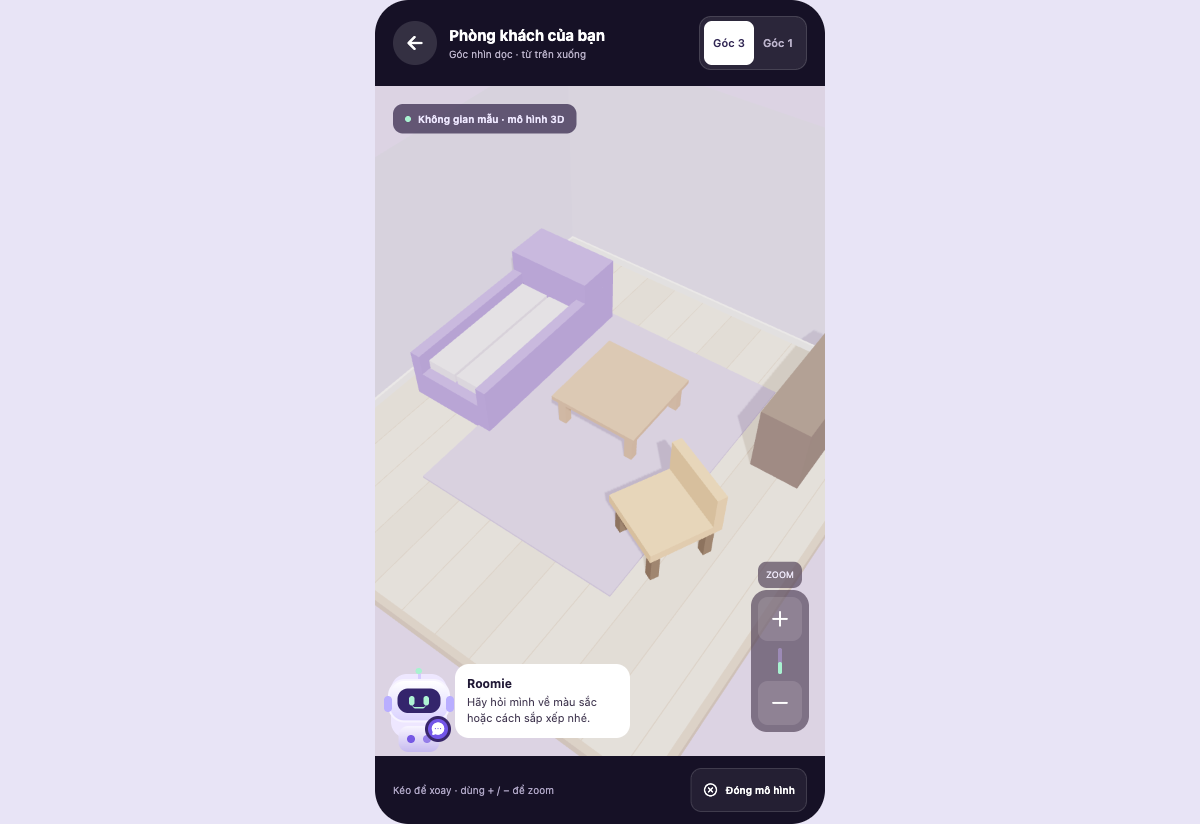 Phòng khách của bạn
Góc nhìn dọc · từ trên xuống
Góc 3
Góc 1
Không gian mẫu · mô hình 3D
ZOOM
Roomie
Hãy hỏi mình về màu sắc
hoặc cách sắp xếp nhé.
Kéo để xoay · dùng + / − để zoom
Đóng mô hình